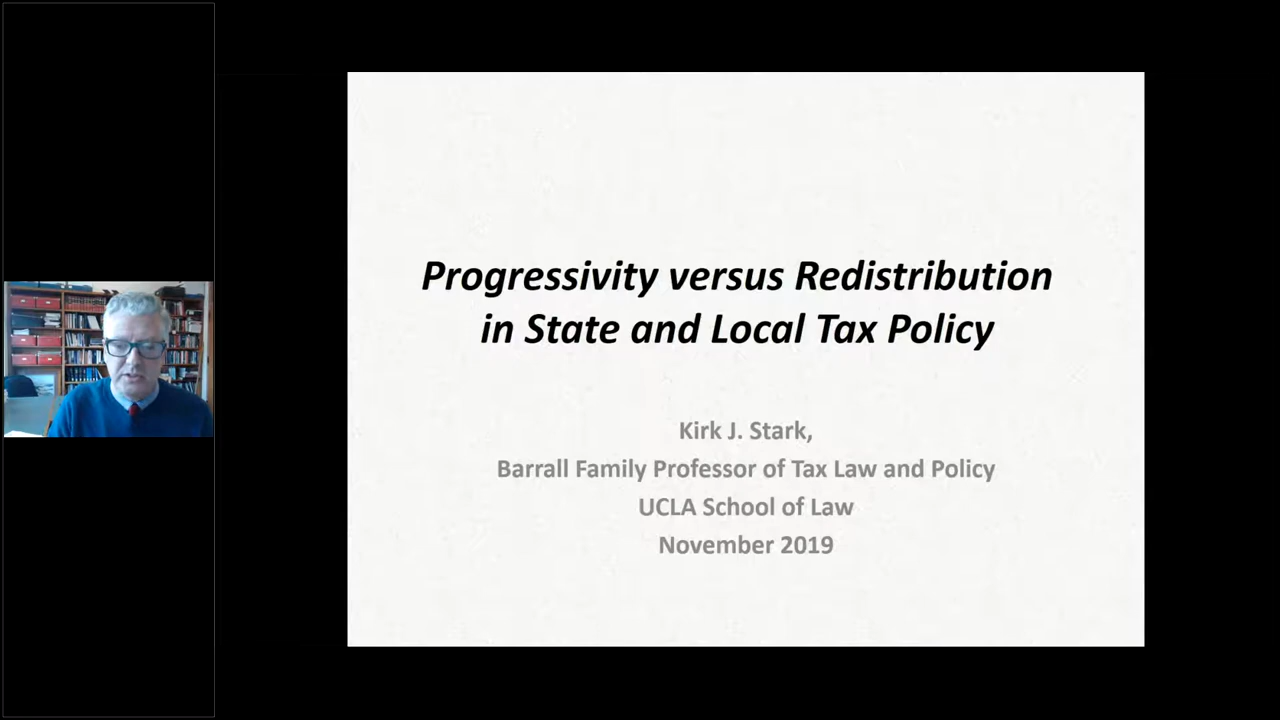 Progressivity versus Redistribution
in State and Local Tax Policy
Kirk J. Stark,
Barrall Family Professor of Tax Law and Policy
UCLA School of Law
November 2019